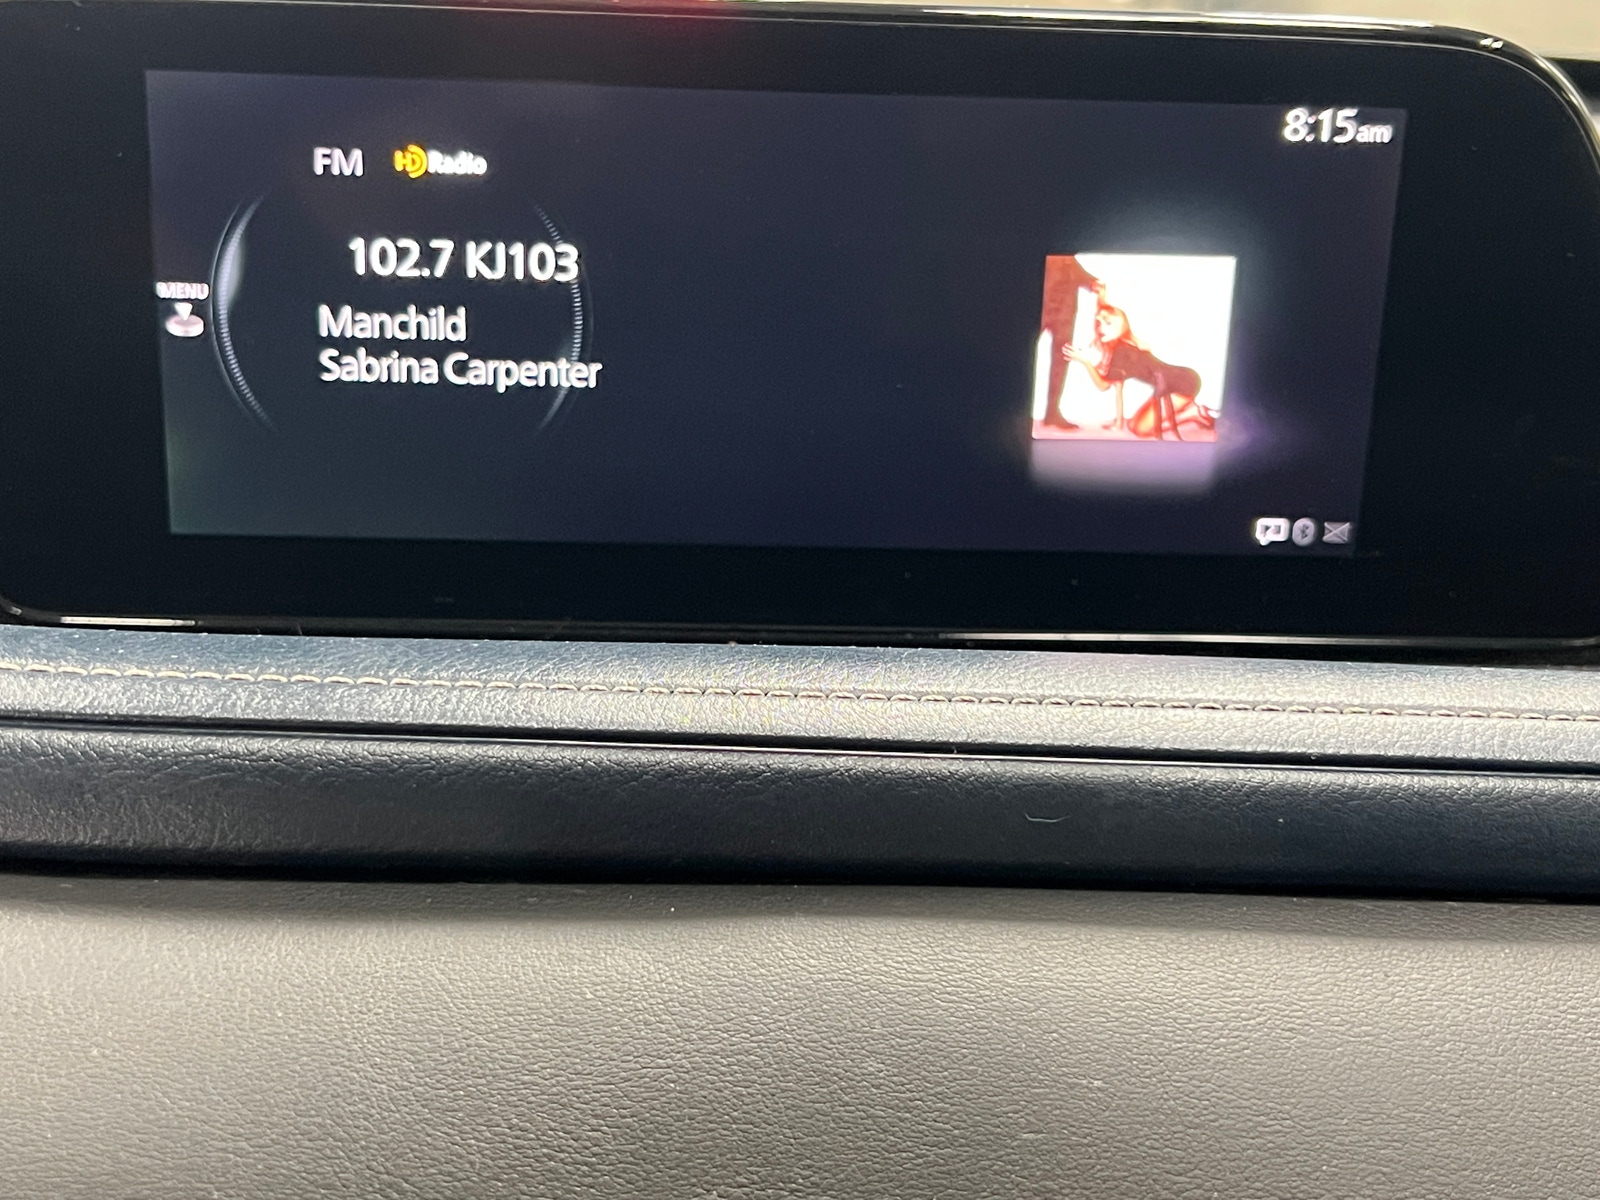 8:15am
FM HD Radio
102.7 KJ103
MENU
Manchild
Sabrina Carpenter